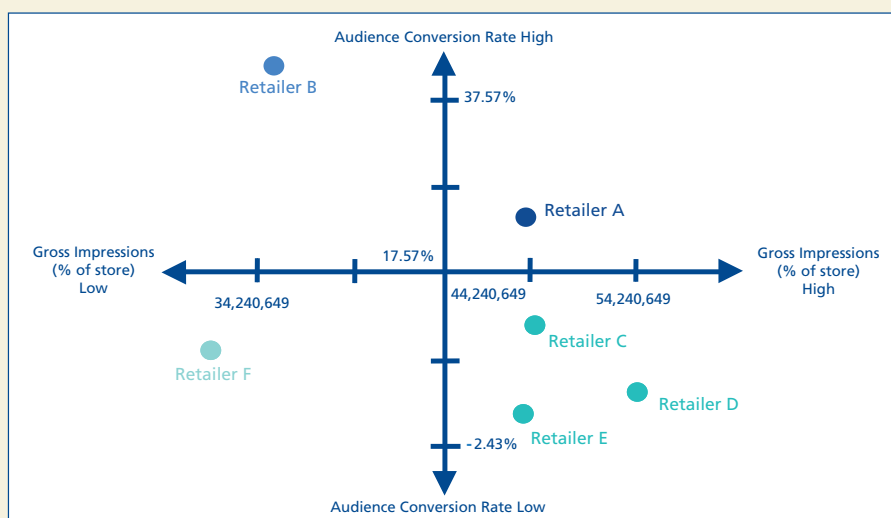 Audience Conversion Rate High
Retailer B
37.57%
Retailer A
Gross Impressions
(% of store)
Low
17.57%
Gross Impressions
(% of store)
High
34,240,649
44,240,649
54,240,649
Retailer C
Retailer F
Retailer D
Retailer E
-2.43%
Audience Conversion Rate Low